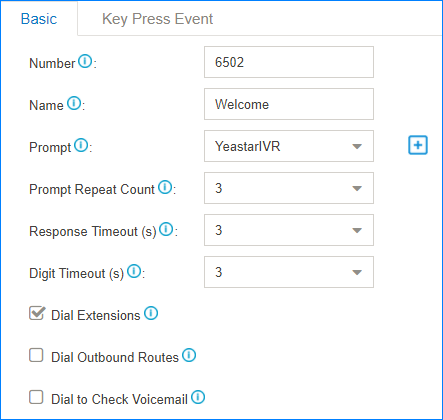 Basic Key Press Event
Number: 6502
Name: Welcome
Prompt: YeastarIVR
Prompt Repeat Count: 3
Response Timeout (s): 3
Digit Timeout (s): 3
Dial Extensions
Dial Outbound Routes
Dial to Check Voicemail